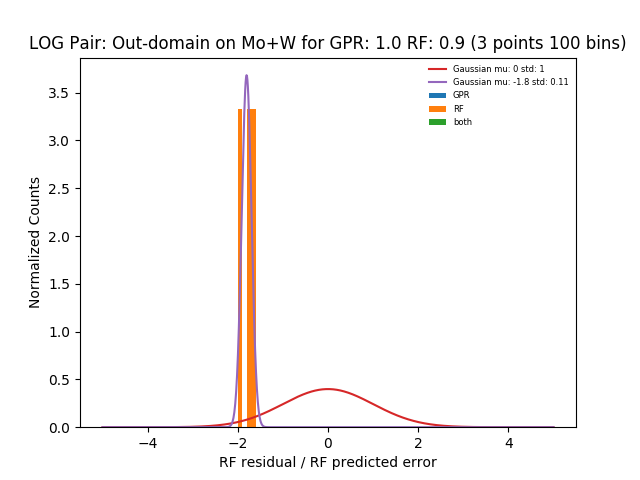 LOG Pair: Out-domain on Mo+W for GPR: 1.0 RF: 0.9 (3 points 100 bins)
Gaussian mu: 0 std: 1
Gaussian mu: -1.8 std: 0.11
GPR
RF
both
Normalized Counts
3.5
3.0
2.5
2.0
1.5
1.0
0.5
0.0
−4 −2 0 2 4
RF residual / RF predicted error